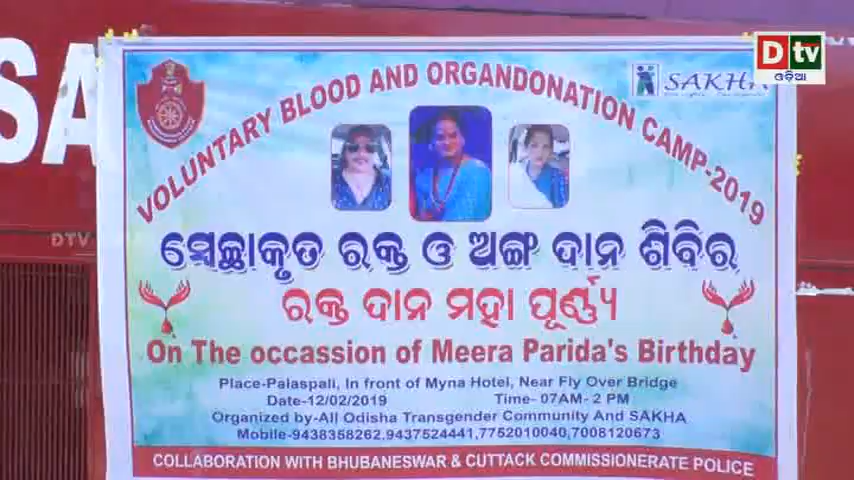 Dtv
ଓଡ଼ିଆ
SA
SAKHA
VOLUNTARY BLOOD AND ORGANDONATION CAMP-2019
DTV
ସ୍ୱେଚ୍ଛାକୃତ ରକ୍ତ ଓ ଅଙ୍ଗ ଦାନ ଶିବିର
ରକ୍ତ ଦାନ ମହା ପୂର୍ଣ୍ଣ୍ୟ
On The occassion of Meera Parida's Birthday
Place-Palaspali, In front of Myna Hotel, Near Fly Over Bridge
Date-12/02/2019 Time- 07AM- 2 PM
Organized by-All Odisha Transgender Community And SAKHA
Mobile-9438358262,9437524441,7752010040,7008120673
COLLABORATION WITH BHUBANESWAR & CUTTACK COMMISSIONERATE POLICE